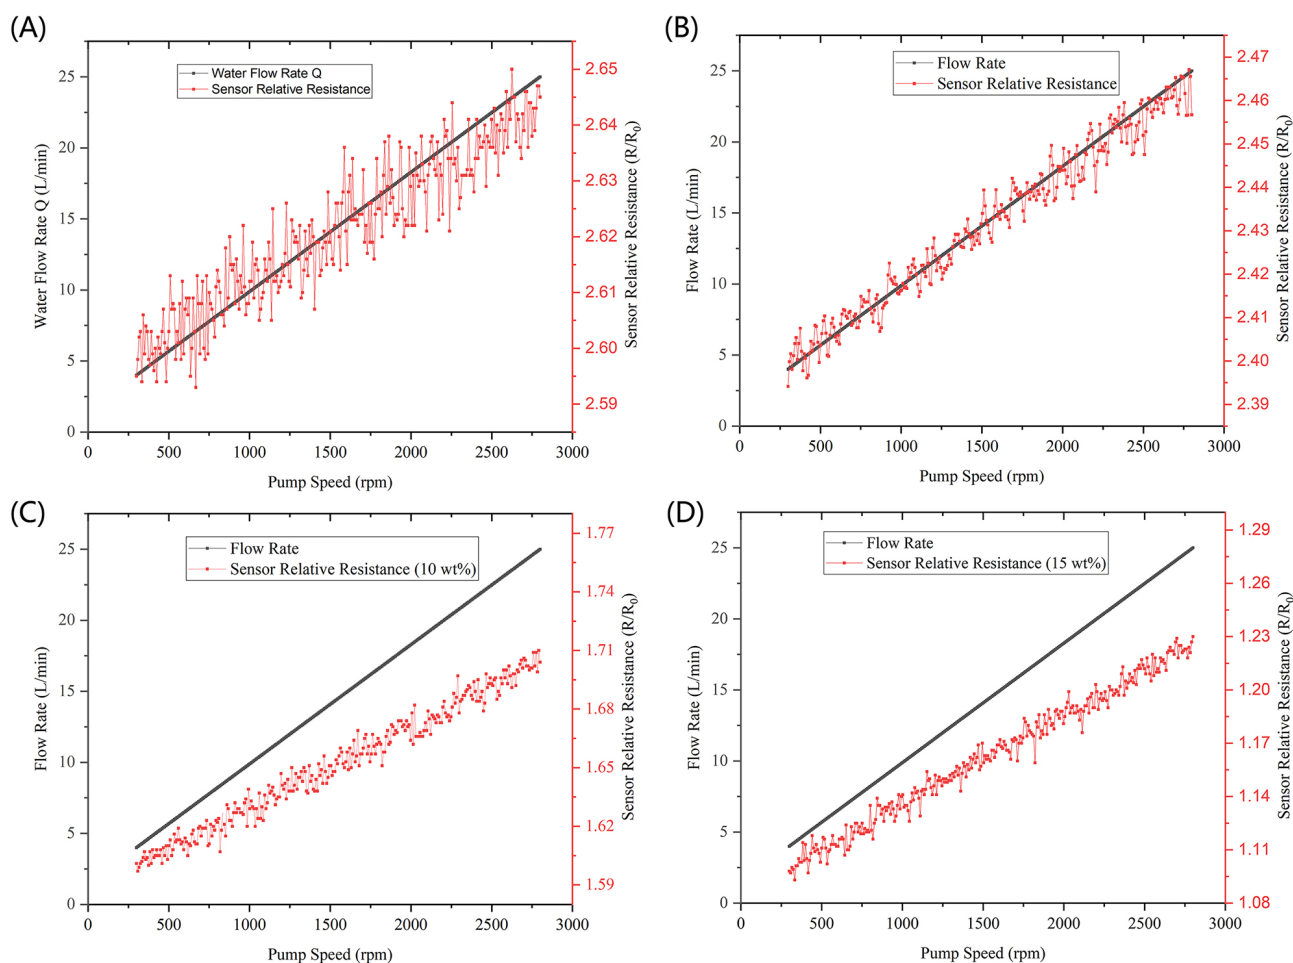 (A)
Water Flow Rate Q
Sensor Relative Resistance
Water Flow Rate Q (L/min)
0
5
10
15
20
25
0 500 1000 1500 2000 2500 3000
Pump Speed (rpm)
2.65
2.64
2.63
2.62
2.61
2.60
2.59
Sensor Relative Resistance (R/R0)
(B)
Flow Rate
Sensor Relative Resistance
Flow Rate (L/min)
0
5
10
15
20
25
0 500 1000 1500 2000 2500 3000
Pump Speed (rpm)
2.47
2.46
2.45
2.44
2.43
2.42
2.41
2.40
2.39
Sensor Relative Resistance (R/R0)
(C)
Flow Rate
Sensor Relative Resistance (10 wt%)
Flow Rate (L/min)
0
5
10
15
20
25
0 500 1000 1500 2000 2500 3000
Pump Speed (rpm)
1.77
1.74
1.71
1.68
1.65
1.62
1.59
Sensor Relative Resistance (R/R0)
(D)
Flow Rate
Sensor Relative Resistance (15 wt%)
Flow Rate (L/min)
0
5
10
15
20
25
0 500 1000 1500 2000 2500 3000
Pump Speed (rpm)
1.29
1.26
1.23
1.20
1.17
1.14
1.11
1.08
Sensor Relative Resistance (R/R0)